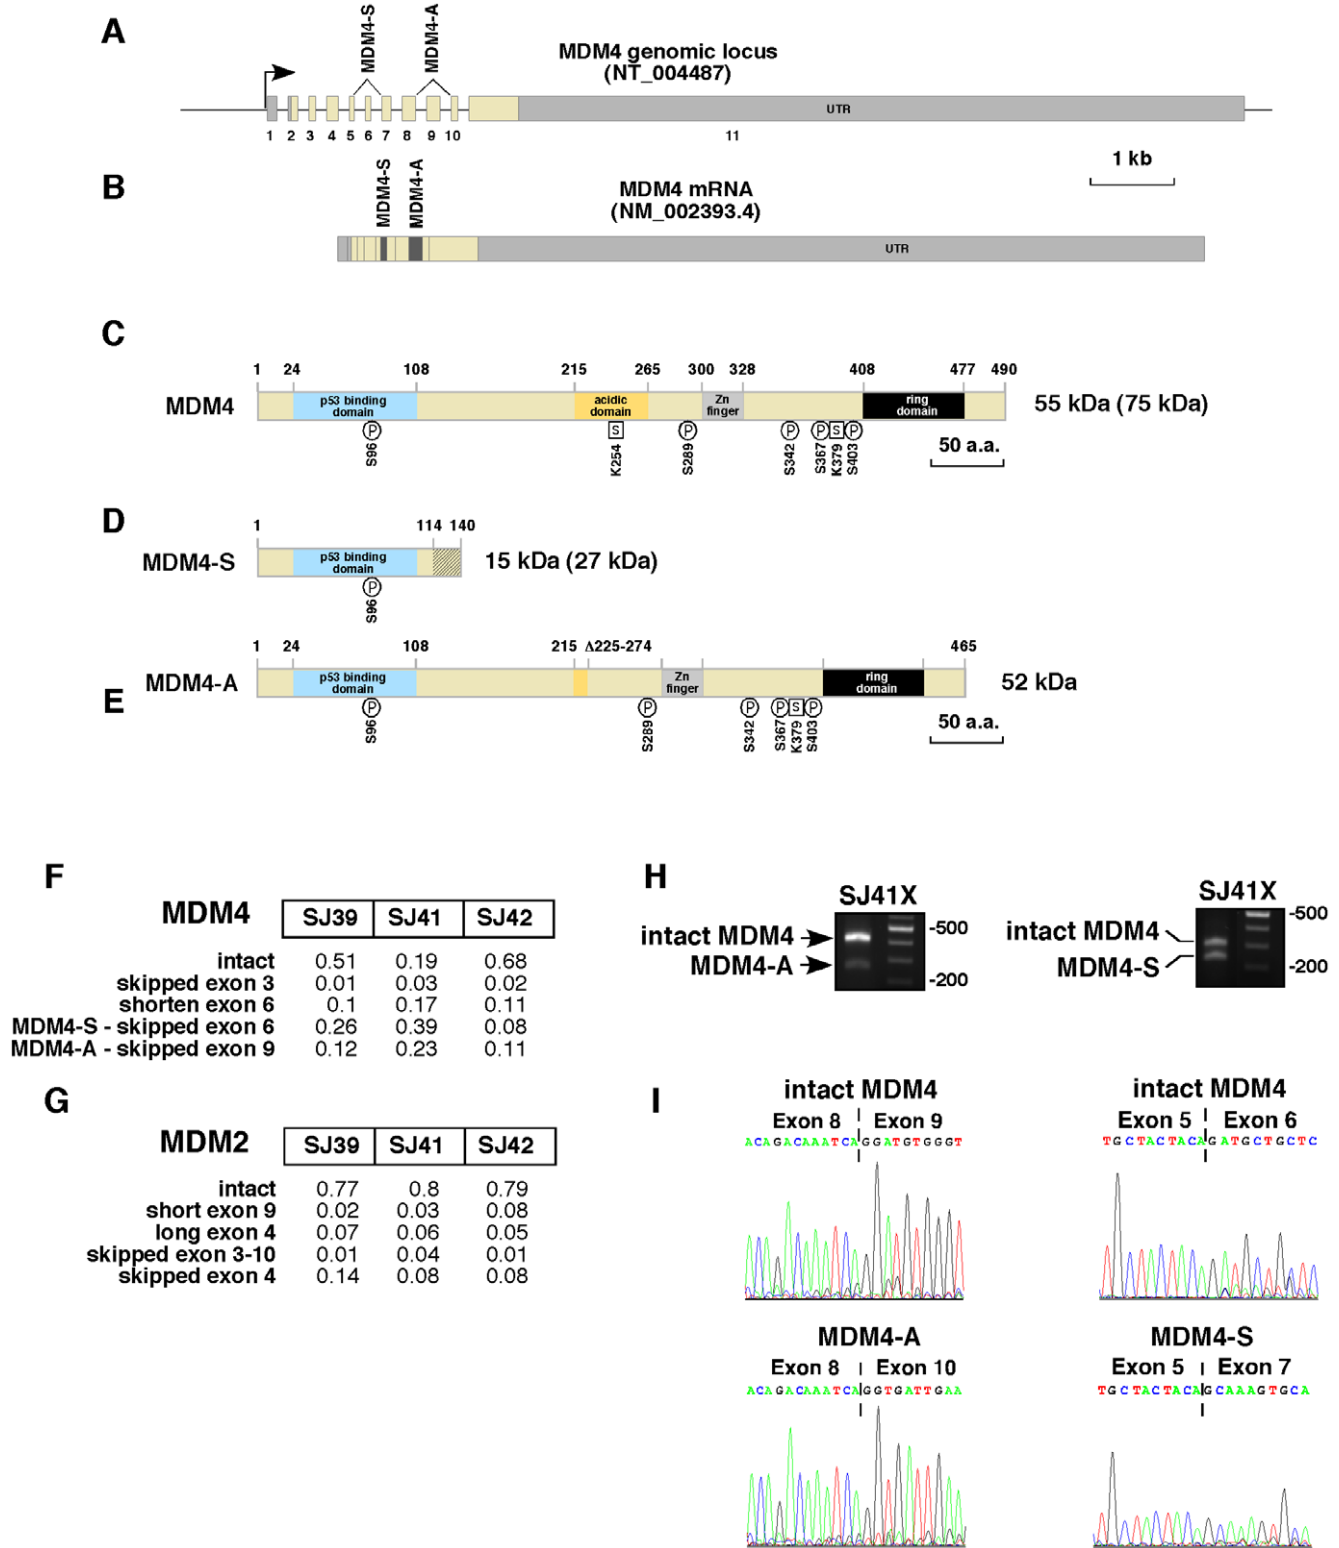 A
MDM4-S
MDM4-A
MDM4 genomic locus
(NT_004487)
UTR
1 2 3 4 5 6 7 8 9 10 11
1 kb
B
MDM4-S
MDM4-A
MDM4 mRNA
(NM_002393.4)
UTR
C
1 24 108 215 265 300 328 408 477 490
MDM4
p53 binding domain
acidic domain
Zn finger
ring domain
55 kDa (75 kDa)
P S P P P S P
S96 K254 S289 S342 S367 K379 S403
50 a.a.
D
1 114 140
MDM4-S
p53 binding domain
15 kDa (27 kDa)
P
S96
1 24 108 215 Δ225-274 465
MDM4-A
p53 binding domain
Zn finger
ring domain
52 kDa
E
P P P P S P
S96 S289 S342 S367 K379 S403
50 a.a.
F
MDM4 SJ39 SJ41 SJ42
intact 0.51 0.19 0.68
skipped exon 3 0.01 0.03 0.02
shorten exon 6 0.1 0.17 0.11
MDM4-S - skipped exon 6 0.26 0.39 0.08
MDM4-A - skipped exon 9 0.12 0.23 0.11
G
MDM2 SJ39 SJ41 SJ42
intact 0.77 0.8 0.79
short exon 9 0.02 0.03 0.08
long exon 4 0.07 0.06 0.05
skipped exon 3-10 0.01 0.04 0.01
skipped exon 4 0.14 0.08 0.08
H
SJ41X
intact MDM4
MDM4-A
-500
-200
SJ41X
intact MDM4
MDM4-S
-500
-200
I
intact MDM4
Exon 8 Exon 9
ACAGACAAATCAGGATGTGGGT
intact MDM4
Exon 5 Exon 6
TGCTACTACAGATGCTGCTC
MDM4-A
Exon 8 Exon 10
ACAGACAAATCAGGTGATTGAA
MDM4-S
Exon 5 Exon 7
TGCTACTACAGCAAAGTGCA